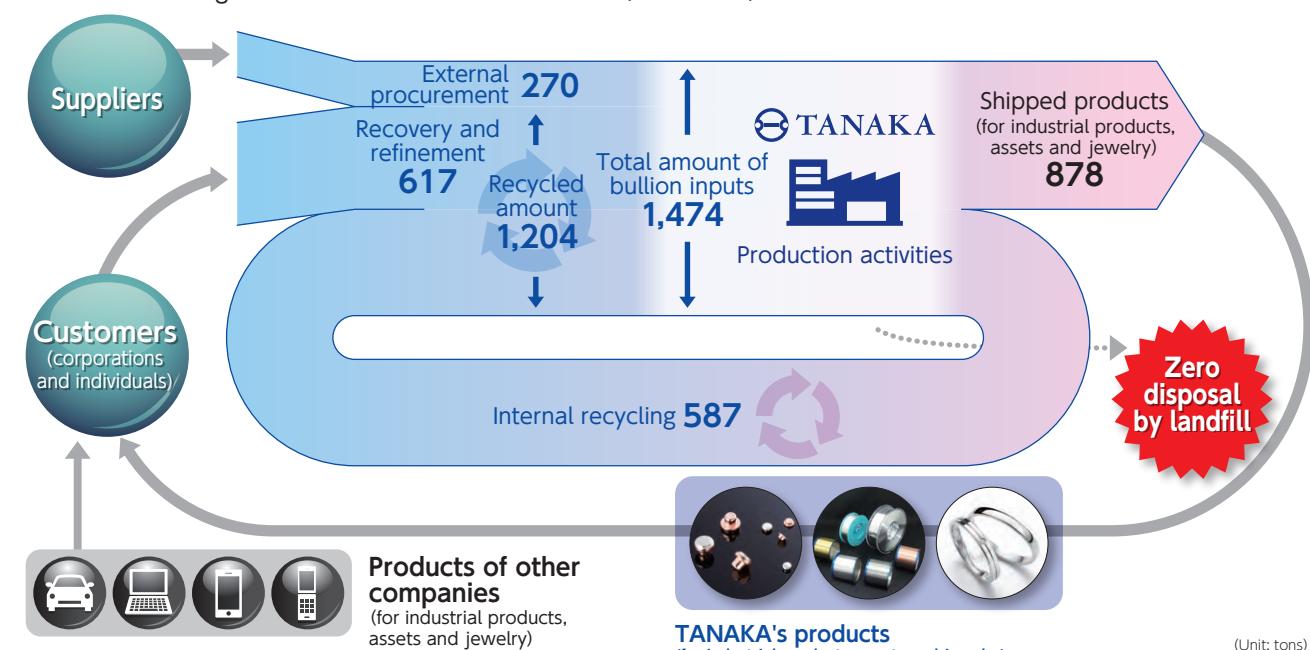 Suppliers
External
procurement 270
Recovery and
refinement
617
Recycled
amount
1,204
Total amount of
bullion inputs
1,474
TANAKA
Production activities
Shipped products
(for industrial products,
assets and jewelry)
878
Customers
(corporations
and individuals)
Internal recycling 587
Zero
disposal
by landfill
Products of other
companies
(for industrial products,
assets and jewelry)
TANAKA's products
(Unit: tons)